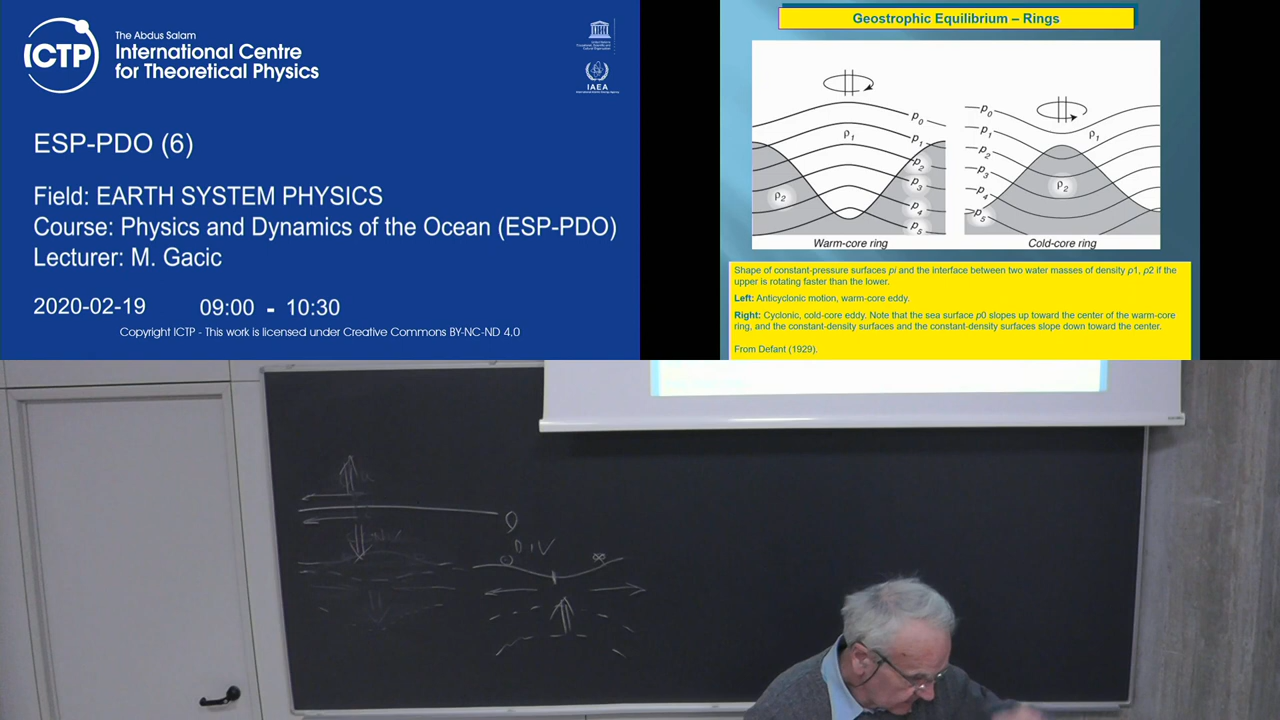 ICTP
The Abdus Salam
International Centre
for Theoretical Physics
IAEA
ESP-PDO (6)
Field: EARTH SYSTEM PHYSICS
Course: Physics and Dynamics of the Ocean (ESP-PDO)
Lecturer: M. Gacic
2020-02-19 09:00 - 10:30
Copyright ICTP - This work is licensed under Creative Commons BY-NC-ND 4.0
Geostrophic Equilibrium – Rings
p0
p1
p2
p3
p4
p5
ρ1
ρ2
Warm-core ring
p0
p1
p2
p3
p4
p5
ρ1
ρ2
Cold-core ring
Shape of constant-pressure surfaces pi and the interface between two water masses of density ρ1, ρ2 if the
upper is rotating faster than the lower.
Left: Anticyclonic motion, warm-core eddy.
Right: Cyclonic, cold-core eddy. Note that the sea surface p0 slopes up toward the center of the warm-core
ring, and the constant-density surfaces and the constant-density surfaces slope down toward the center.
From Defant (1929).
DIV